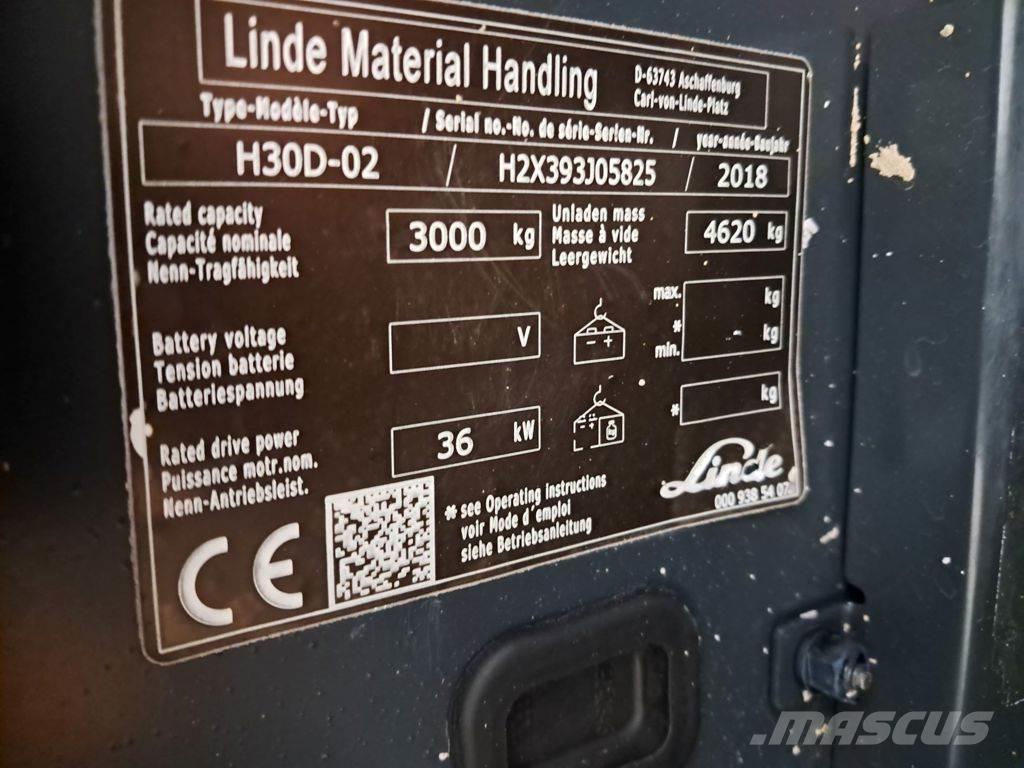 Linde Material Handling
D-63743 Aschaffenburg
Carl-von-Linde-Platz
Type-Modèle-Typ / Serial no.-No. de série-Serien-Nr. / year-année-Baujahr
H30D-02 / H2X393J05825 / 2018
Rated capacity
Capacité nominale
Nenn-Tragfähigkeit
3000 kg
Unladen mass
Masse à vide
Leergewicht
4620 kg
Battery voltage
Tension batterie
Batteriespannung
V
- +
max. kg
*
min. -- kg
Rated drive power
Puissance motr.nom.
Nenn-Antriebsleist.
36 kW
* kg
* see Operating Instructions
voir Mode d'emploi
siehe Betriebsanleitung
Linde
000 938 54 07
CE
MASCUS